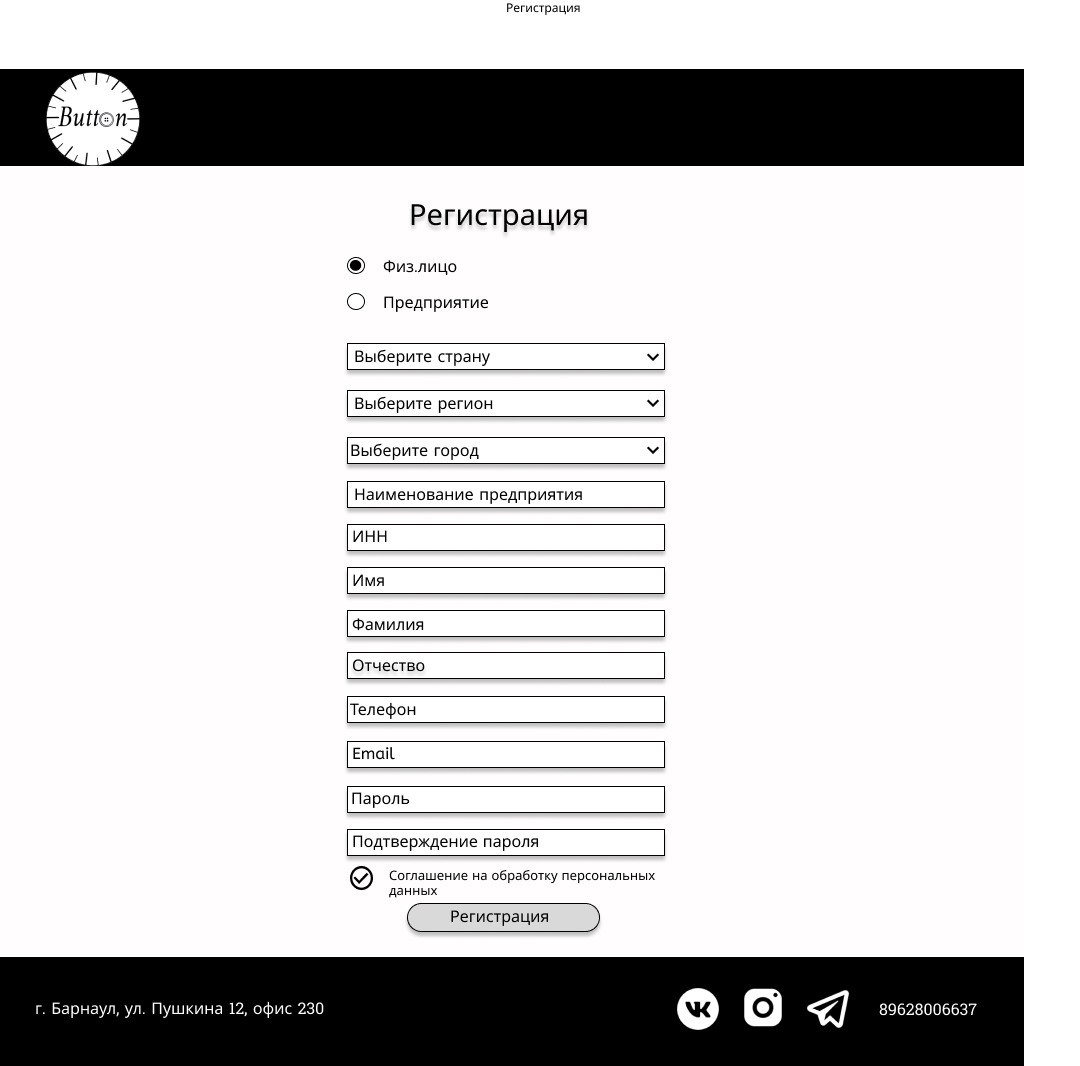 Регистрация
Button
Регистрация
Физ.лицо
Предприятие
Выберите страну
Выберите регион
Выберите город
Наименование предприятия
ИНН
Имя
Фамилия
Отчество
Телефон
Email
Пароль
Подтверждение пароля
Соглашение на обработку персональных
данных
Регистрация
г. Барнаул, ул. Пушкина 12, офис 230
89628006637